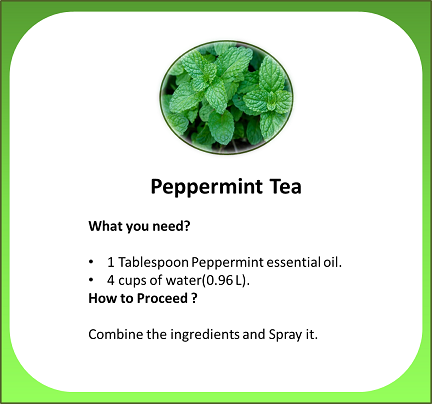 Peppermint Tea
What you need?
• 1 Tablespoon Peppermint essential oil.
• 4 cups of water(0.96 L).
How to Proceed ?
Combine the ingredients and Spray it.